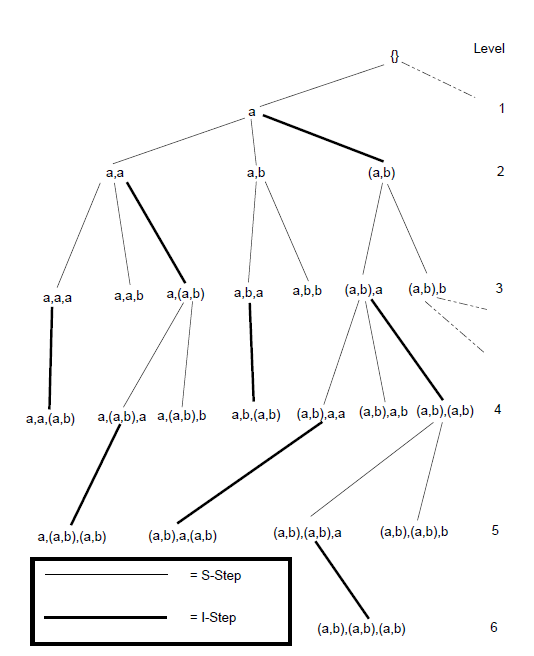 {} Level
a 1
a,a a,b (a,b) 2
a,a,a a,a,b a,(a,b) a,b,a a,b,b (a,b),a (a,b),b 3
a,a,(a,b) a,(a,b),a a,(a,b),b a,b,(a,b) (a,b),a,a (a,b),a,b (a,b),(a,b) 4
a,(a,b),(a,b) (a,b),a,(a,b) (a,b),(a,b),a (a,b),(a,b),b 5
= S-Step
= I-Step
(a,b),(a,b),(a,b) 6